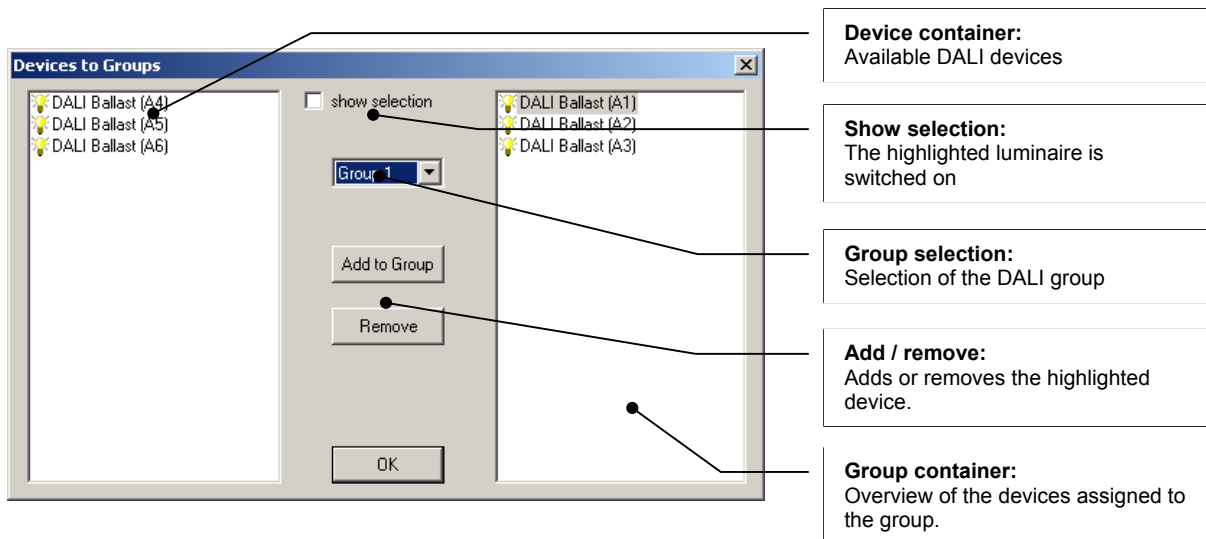 Devices to Groups
DALI Ballast (A4)
DALI Ballast (A5)
DALI Ballast (A6)
show selection
Group 1
Add to Group
Remove
OK
DALI Ballast (A1)
DALI Ballast (A2)
DALI Ballast (A3)
Device container:
Available DALI devices
Show selection:
The highlighted luminaire is
switched on
Group selection:
Selection of the DALI group
Add / remove:
Adds or removes the highlighted
device.
Group container:
Overview of the devices assigned to
the group.